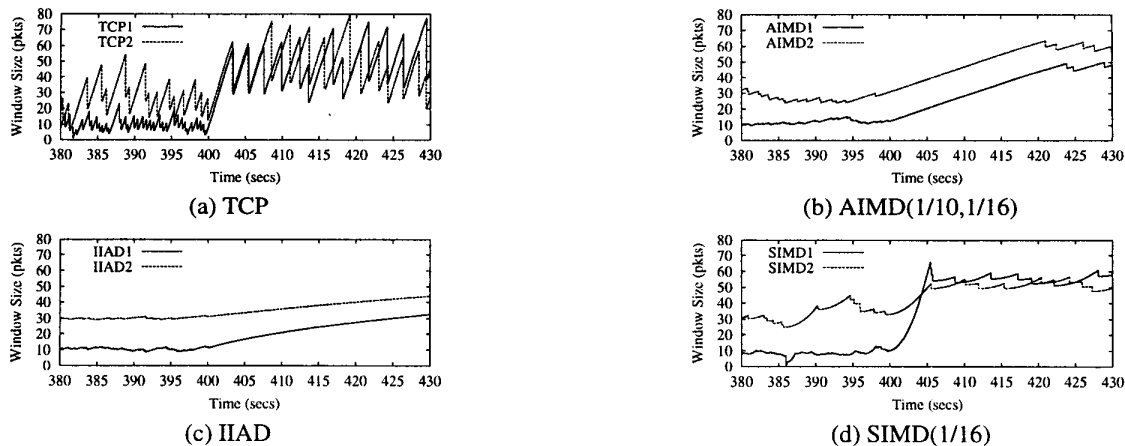 Window Size (pkts)
80
70
60
50
40
30
20
10
0
TCP1
TCP2
380 385 390 395 400 405 410 415 420 425 430
Time (secs)
(a) TCP
Window Size (pkts)
80
70
60
50
40
30
20
10
0
AIMD1
AIMD2
380 385 390 395 400 405 410 415 420 425 430
Time (secs)
(b) AIMD(1/10,1/16)
Window Size (pkts)
80
70
60
50
40
30
20
10
0
IIAD1
IIAD2
380 385 390 395 400 405 410 415 420 425 430
Time (secs)
(c) IIAD
Window Size (pkts)
80
70
60
50
40
30
20
10
0
SIMD1
SIMD2
380 385 390 395 400 405 410 415 420 425 430
Time (secs)
(d) SIMD(1/16)